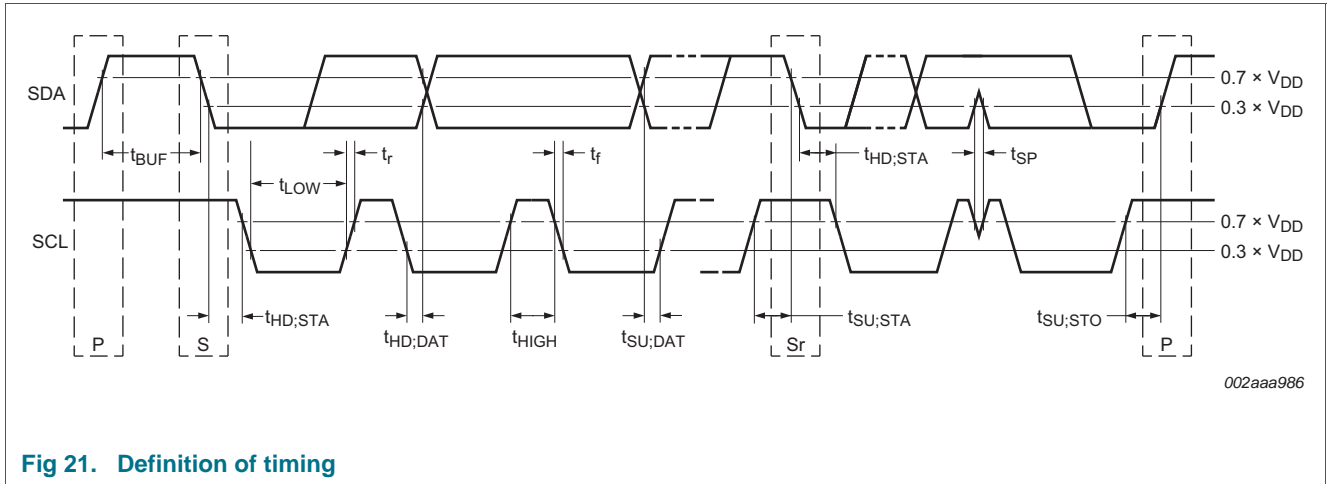 SDA
0.7 × VDD
0.3 × VDD
tBUF
tr
tf
tHD;STA
tSP
tLOW
SCL
0.7 × VDD
0.3 × VDD
tHD;STA
tHD;DAT
tHIGH
tSU;DAT
tSU;STA
tSU;STO
P
S
Sr
P
002aaa986
Fig 21. Definition of timing